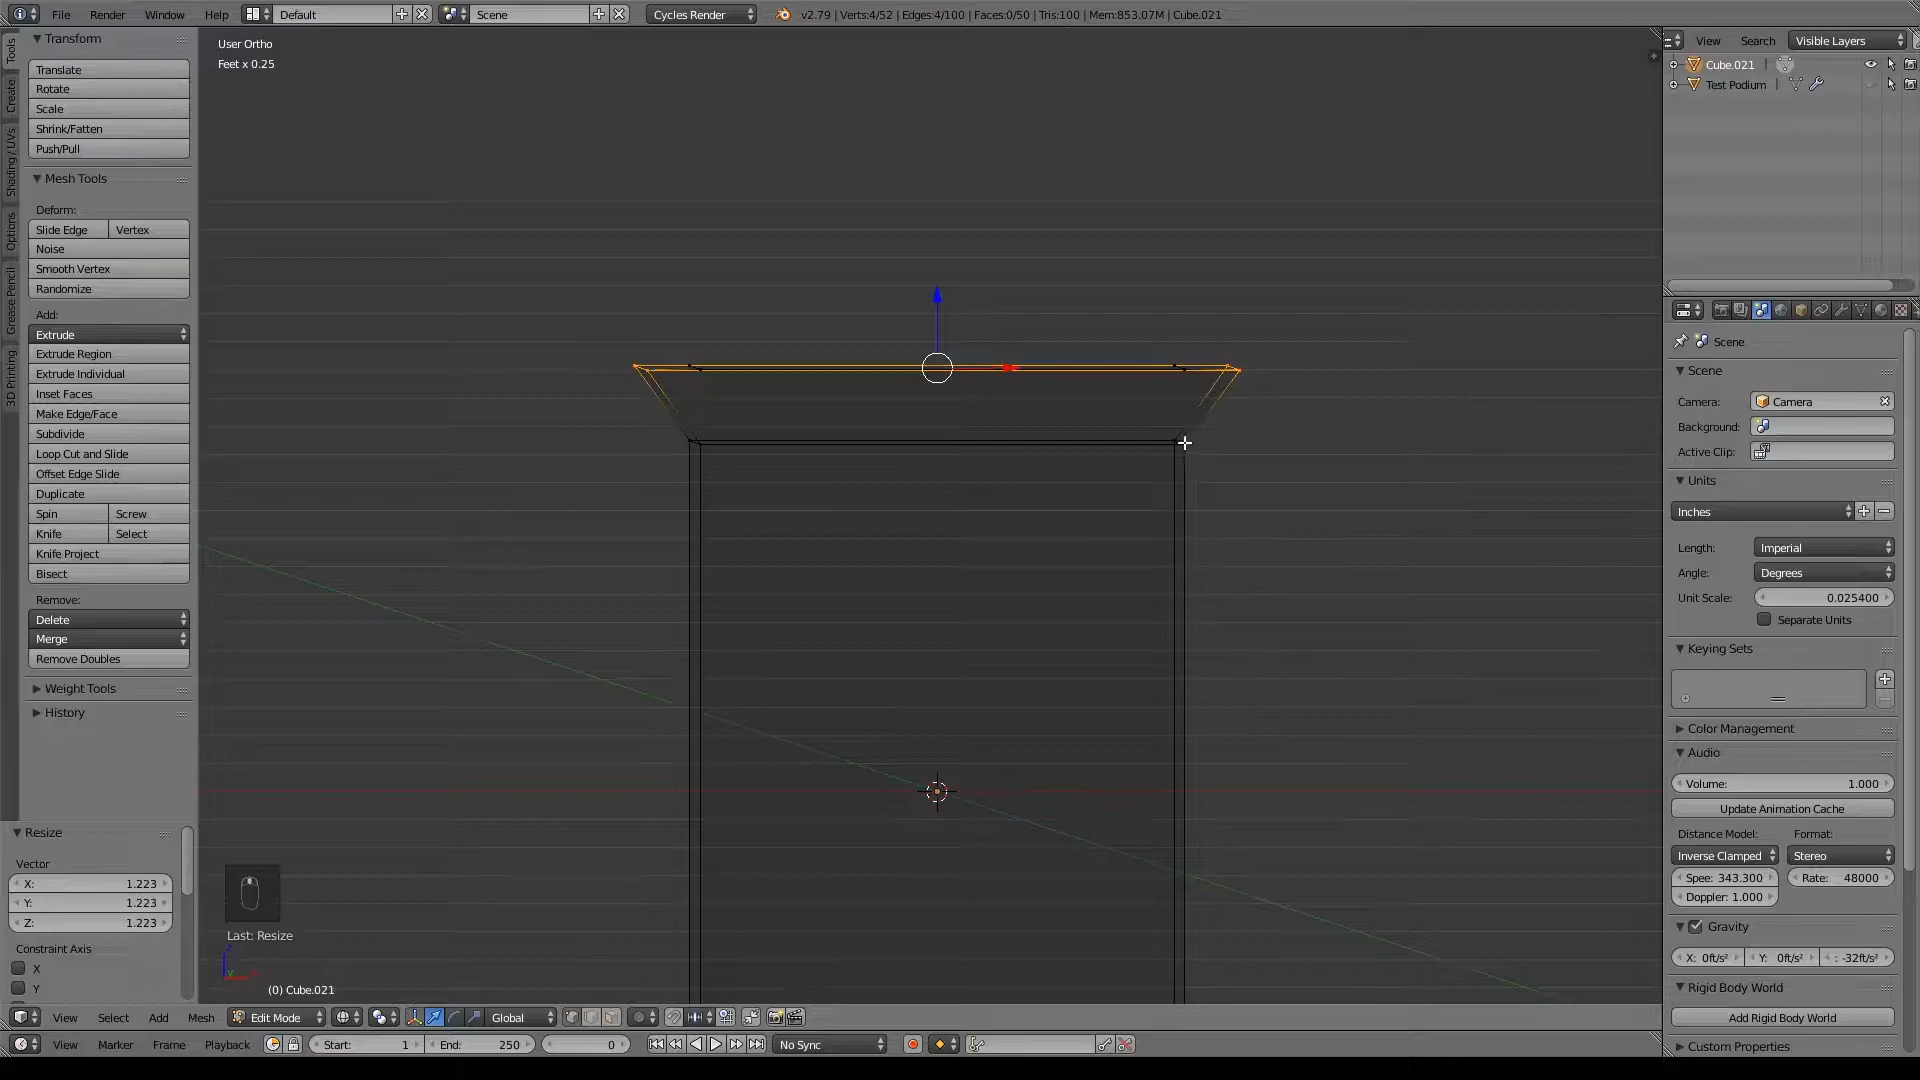 File Render Window Help Default Scene Cycles Render v2.79 | Verts:4/52 | Edges:4/100 | Faces:0/50 | Tris:100 | Mem:853.07M | Cube.021
Tools
Create
Shading / UVs
Options
Grease Pencil
3D Printing
Transform
Translate
Rotate
Scale
Shrink/Fatten
Push/Pull
Mesh Tools
Deform:
Slide Edge Vertex
Noise
Smooth Vertex
Randomize
Add:
Extrude
Extrude Region
Extrude Individual
Inset Faces
Make Edge/Face
Subdivide
Loop Cut and Slide
Offset Edge Slide
Duplicate
Spin Screw
Knife Select
Knife Project
Bisect
Remove:
Delete
Merge
Remove Doubles
Weight Tools
History
Resize
Vector
X: 1.223
Y: 1.223
Z: 1.223
Constraint Axis
X
Y
User Ortho
Feet x 0.25
Last: Resize
(0) Cube.021
View Select Add Mesh Edit Mode Global
View Marker Frame Playback Start: 1 End: 250 0 No Sync
View Search Visible Layers
Cube.021
Test Podium
Scene
Scene
Camera: Camera
Background:
Active Clip:
Units
Inches
Length: Imperial
Angle: Degrees
Unit Scale: 0.025400
Separate Units
Keying Sets
Color Management
Audio
Volume: 1.000
Update Animation Cache
Distance Model: Format:
Inverse Clamped Stereo
Spee: 343.300 Rate: 48000
Doppler: 1.000
Gravity
X: 0ft/s² Y: 0ft/s² : -32ft/s²
Rigid Body World
Add Rigid Body World
Custom Properties